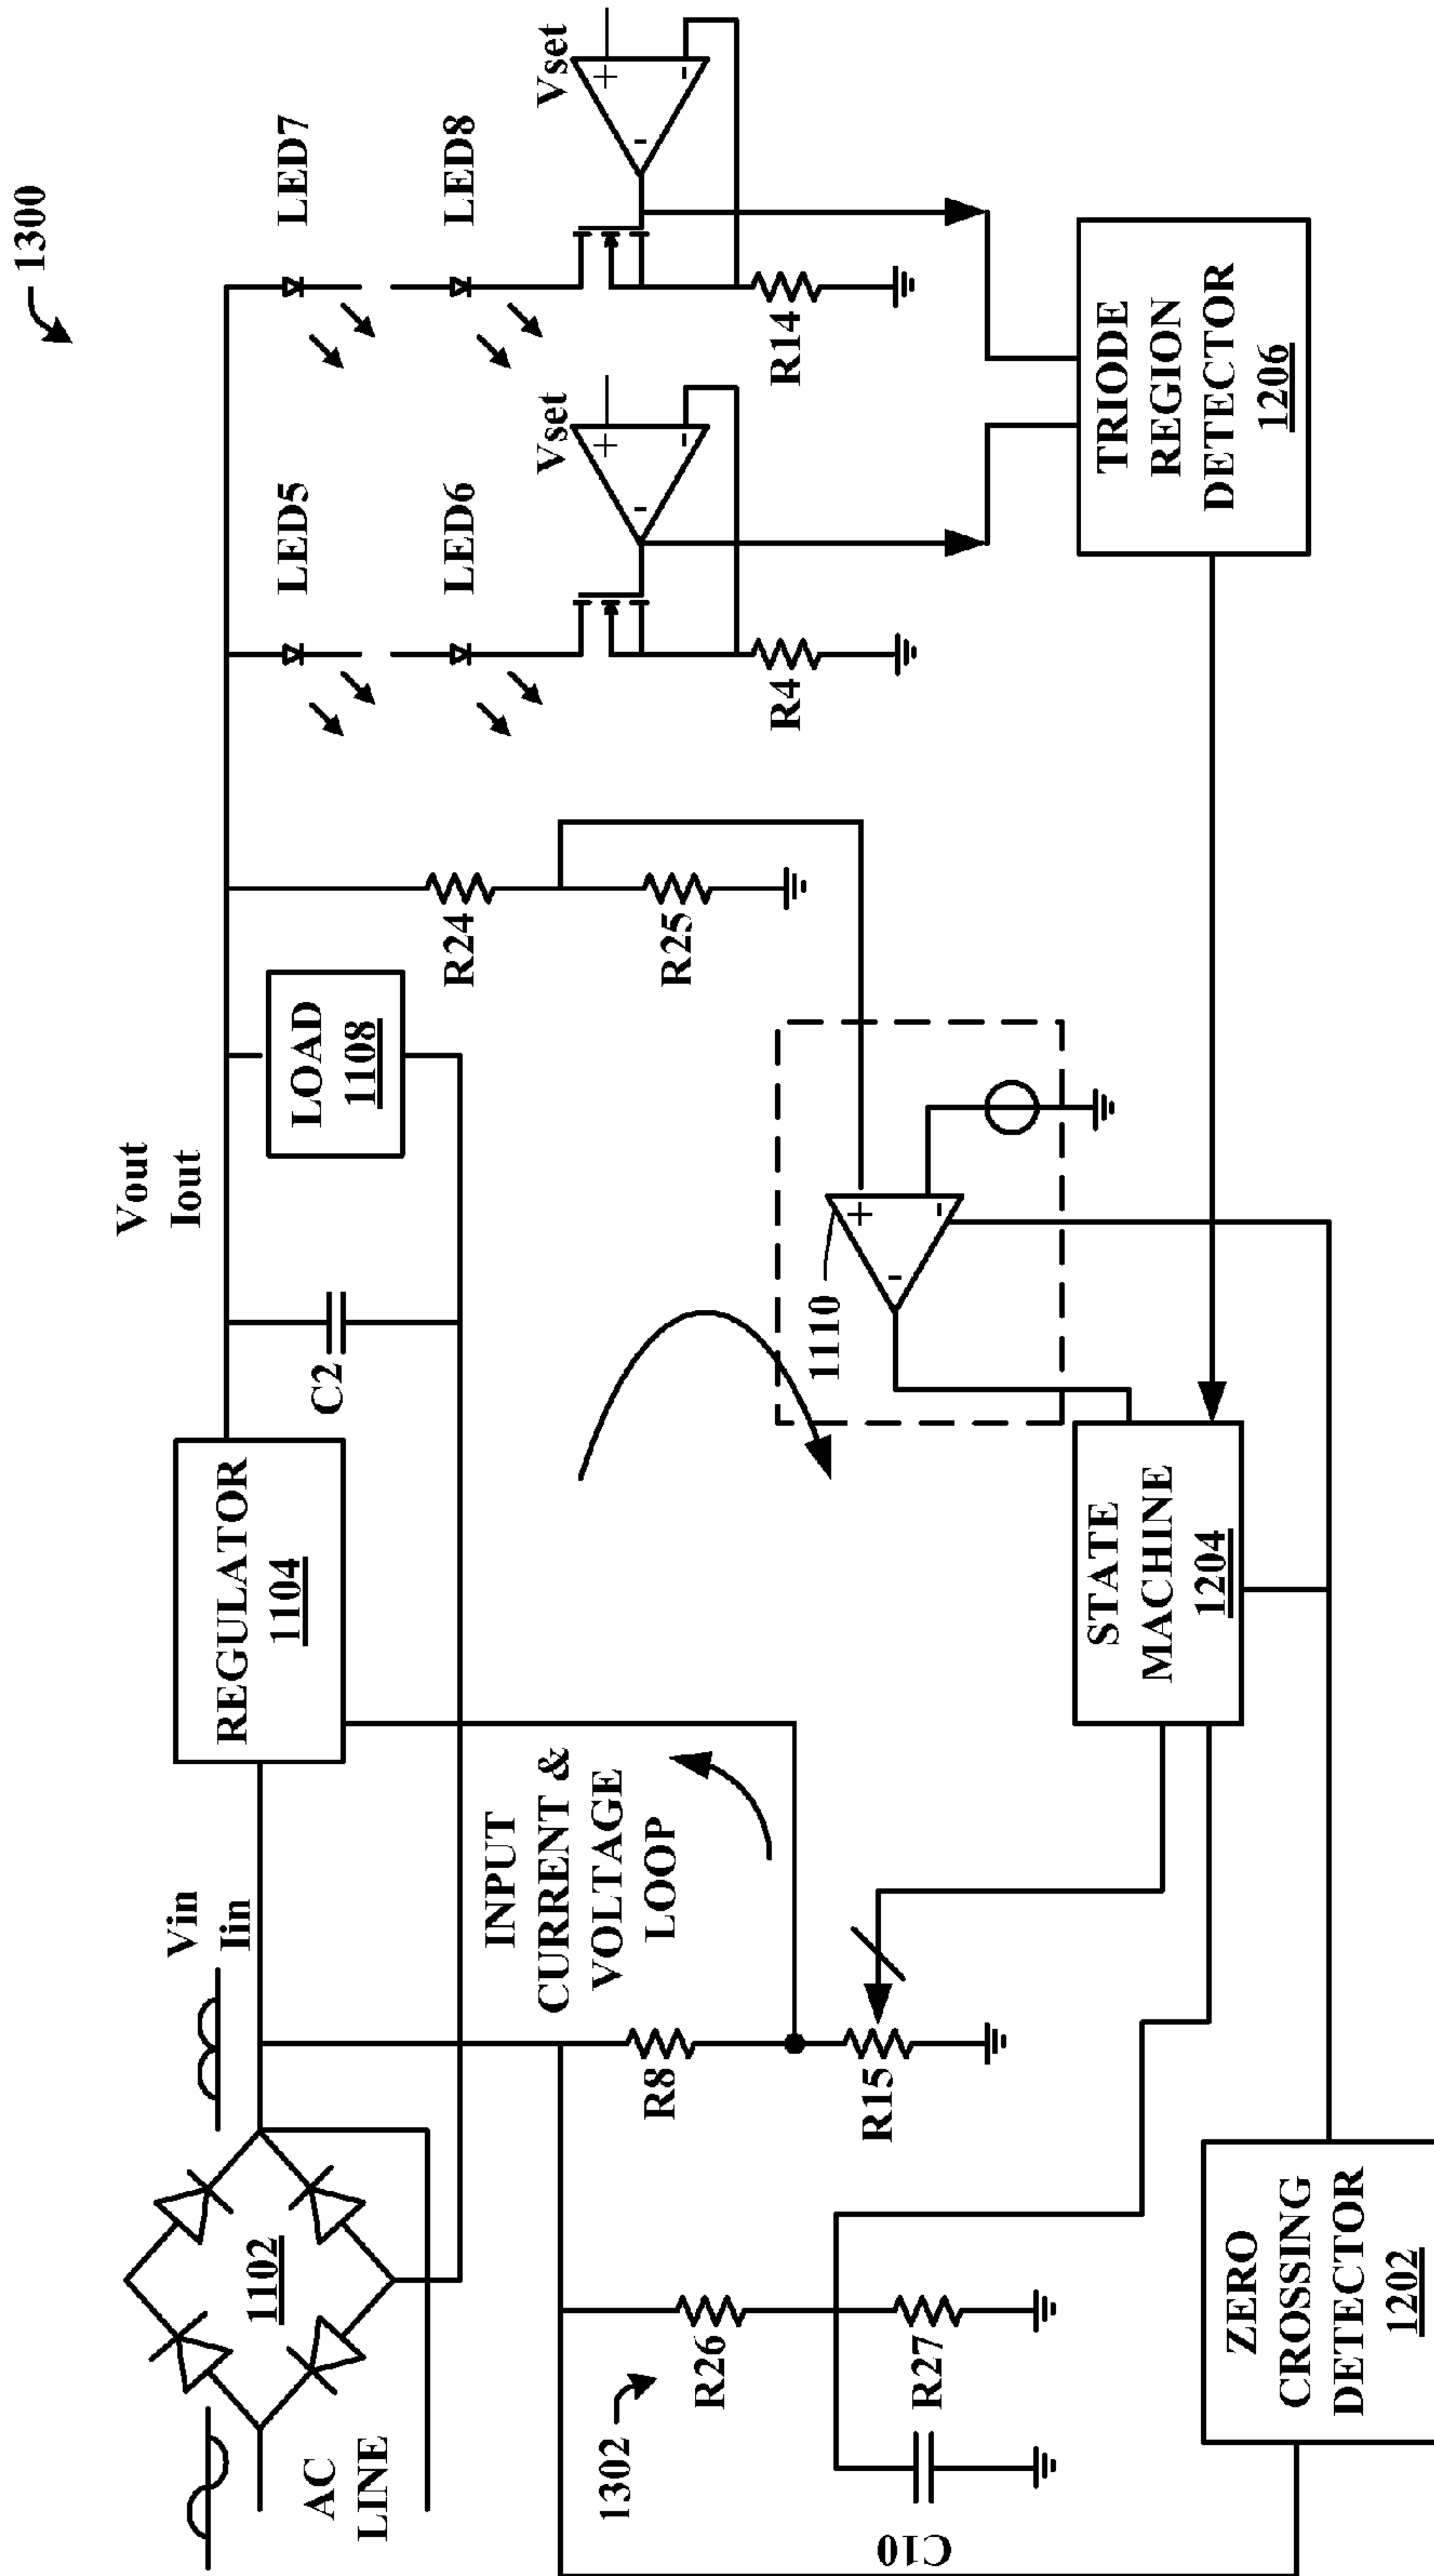 1300
Vin
Iin
Vout
Iout
REGULATOR
1104
LOAD
1108
C2
1102
AC
LINE
INPUT
CURRENT &
VOLTAGE
LOOP
R8
R15
R26
R27
1302
C10
R24
R25
1110
+
-
-
LED5
LED6
LED7
LED8
Vset
+
-
-
R4
Vset
+
-
-
R14
STATE
MACHINE
1204
ZERO
CROSSING
DETECTOR
1202
TRIODE
REGION
DETECTOR
1206